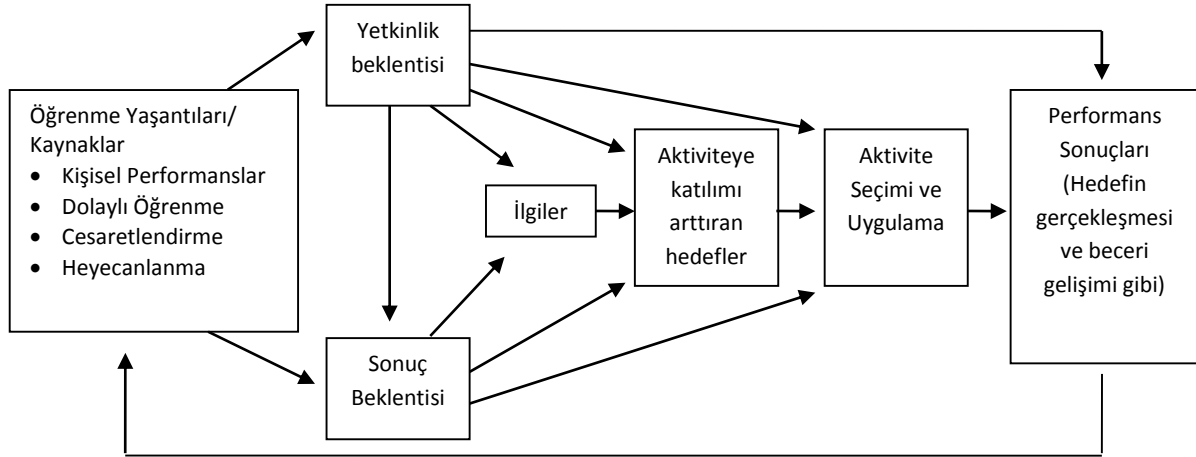 Yetkinlik
beklentisi
Öğrenme Yaşantıları/
Kaynaklar
• Kişisel Performanslar
• Dolaylı Öğrenme
• Cesaretlendirme
• Heyecanlanma
İlgiler
Aktiviteye
katılımı
arttıran
hedefler
Aktivite
Seçimi ve
Uygulama
Performans
Sonuçları
(Hedefin
gerçekleşmesi
ve beceri
gelişimi gibi)
Sonuç
Beklentisi